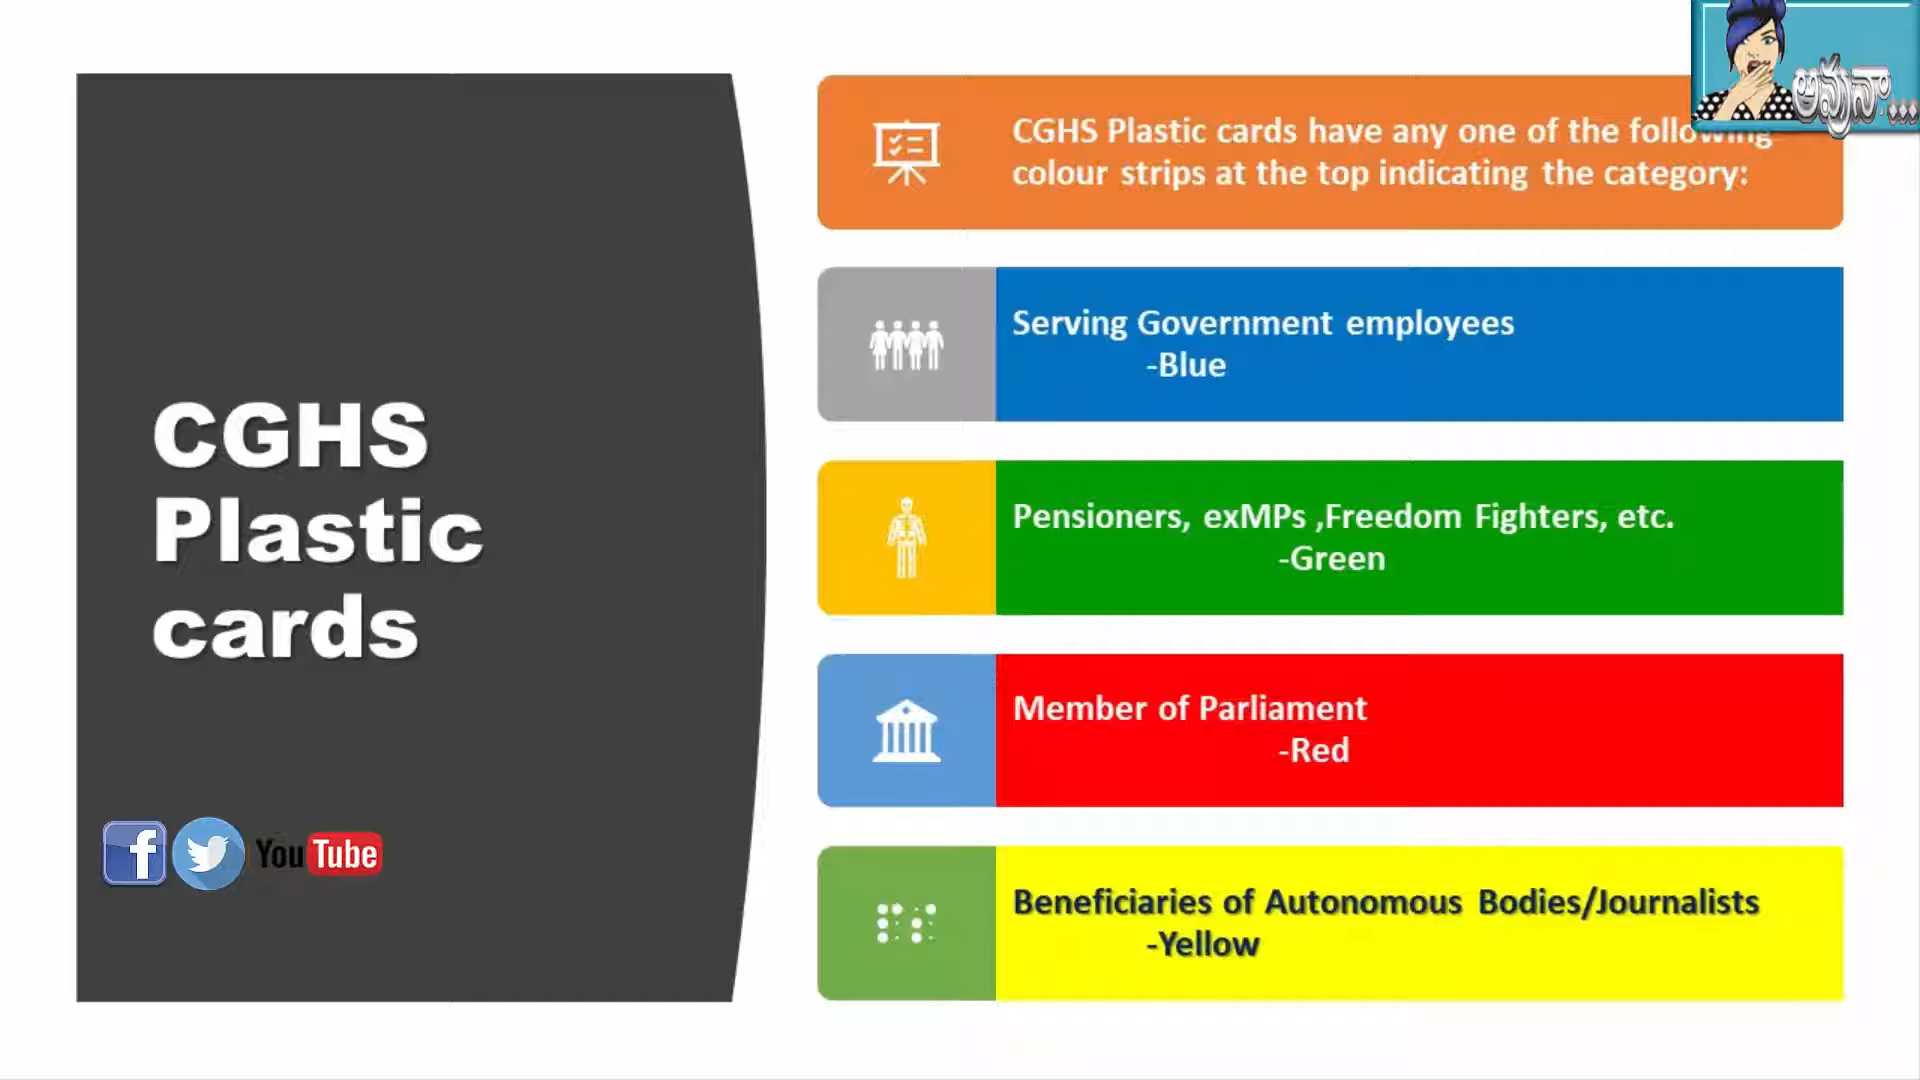 CGHS
Plastic
cards
You Tube
CGHS Plastic cards have any one of the following
colour strips at the top indicating the category:
Serving Government employees
-Blue
Pensioners, exMPs ,Freedom Fighters, etc.
-Green
Member of Parliament
-Red
Beneficiaries of Autonomous Bodies/Journalists
-Yellow
అవునా...